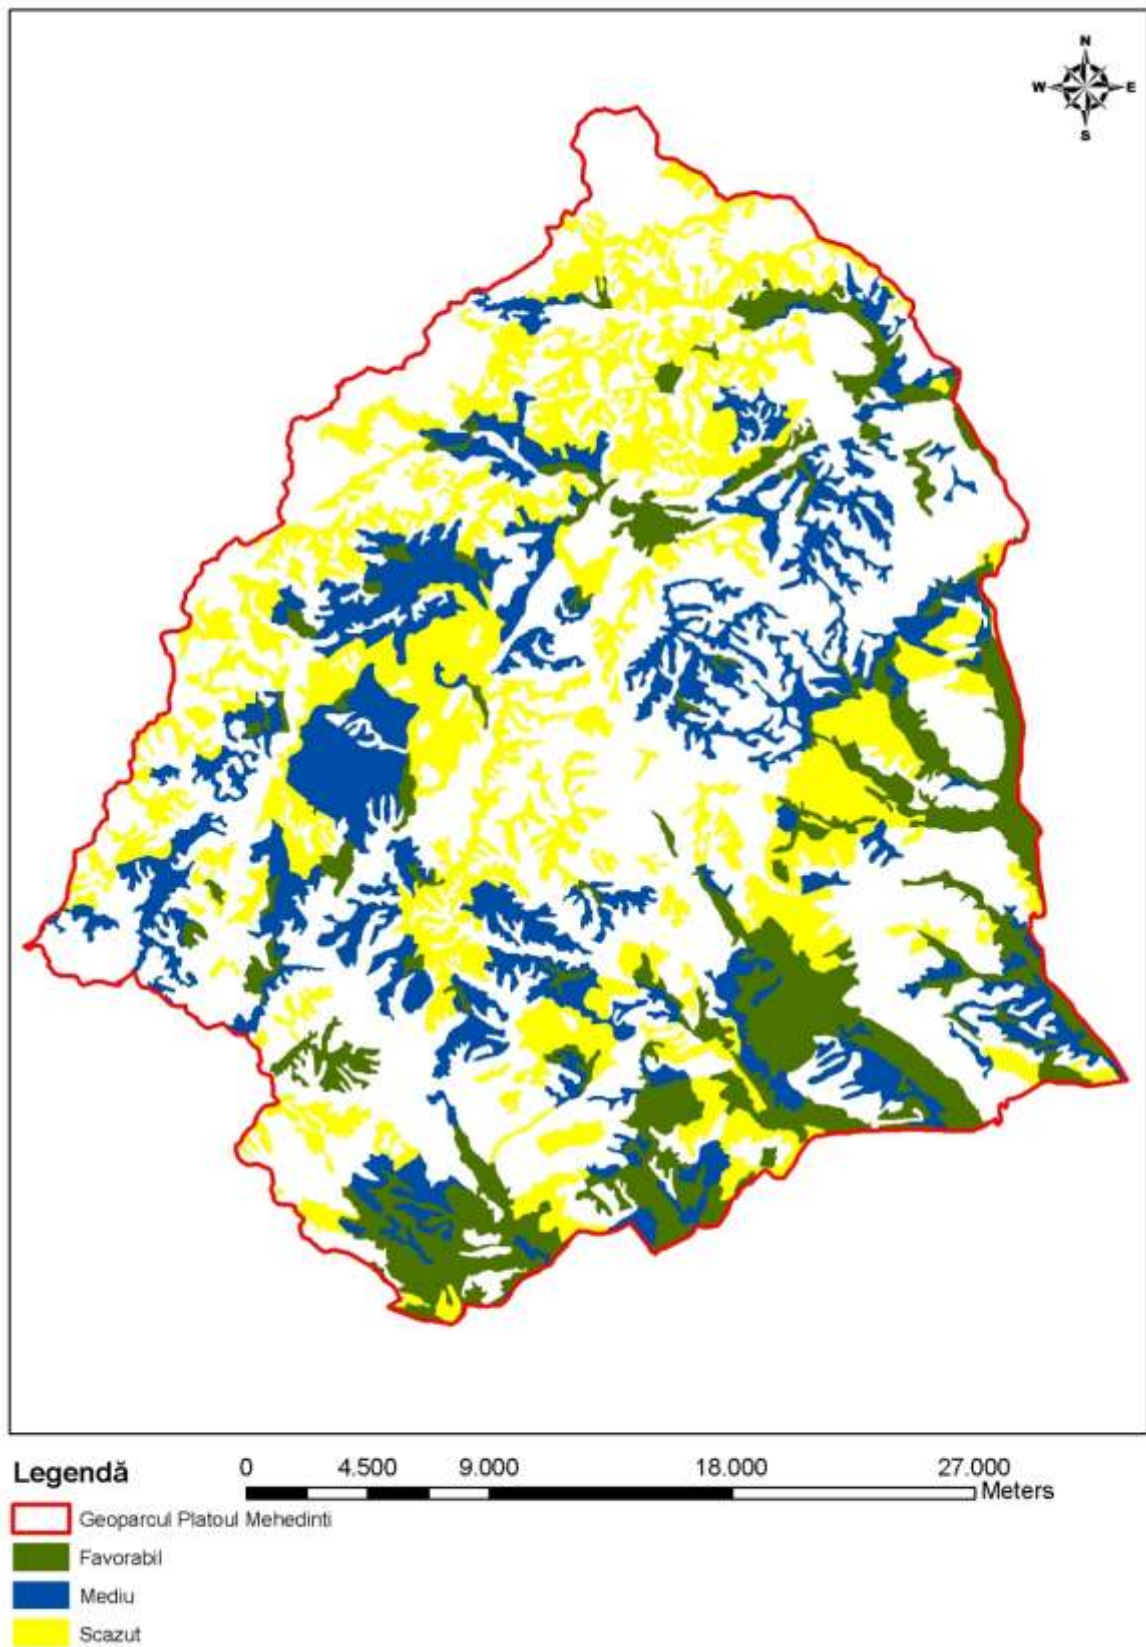 N
W E
S
Legendă
0 4.500 9.000 18.000 27.000
Meters
Geoparcul Platoul Mehedinti
Favorabil
Mediu
Scazut